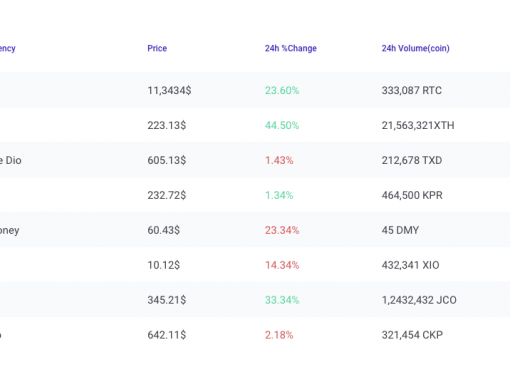 ency Price 24h %Change 24h Volume(coin)
11,3434$ 23.60% 333,087 RTC
223.13$ 44.50% 21,563,321XTH
e Dio 605.13$ 1.43% 212,678 TXD
232.72$ 1.34% 464,500 KPR
oney 60.43$ 23.34% 45 DMY
10.12$ 14.34% 432,341 XIO
345.21$ 33.34% 1,2432,432 JCO
642.11$ 2.18% 321,454 CKP